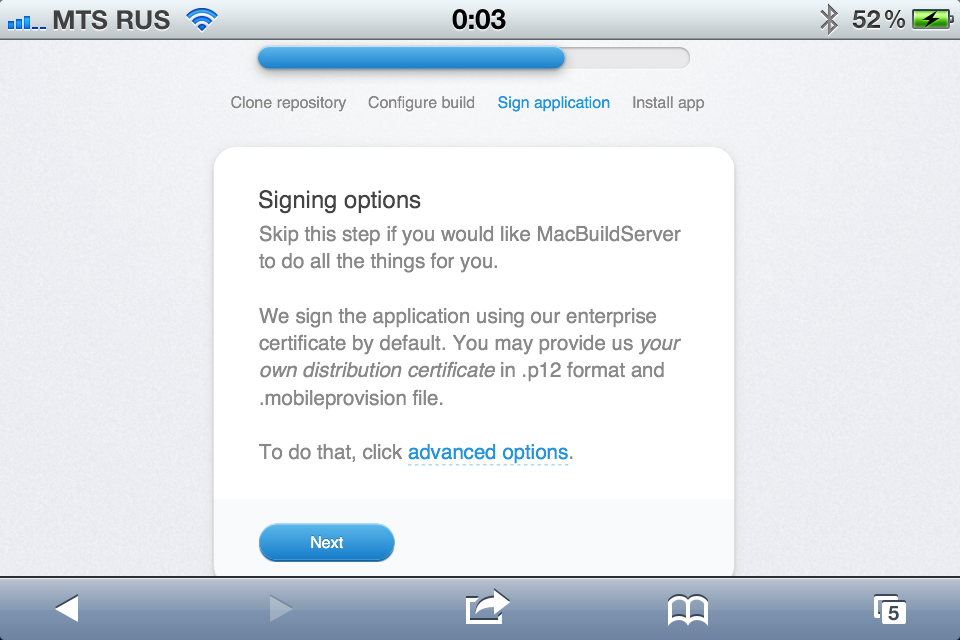 MTS RUS 0:03 52%
Clone repository Configure build Sign application Install app
Signing options
Skip this step if you would like MacBuildServer
to do all the things for you.
We sign the application using our enterprise
certificate by default. You may provide us your
own distribution certificate in .p12 format and
.mobileprovision file.
To do that, click advanced options.
Next
5